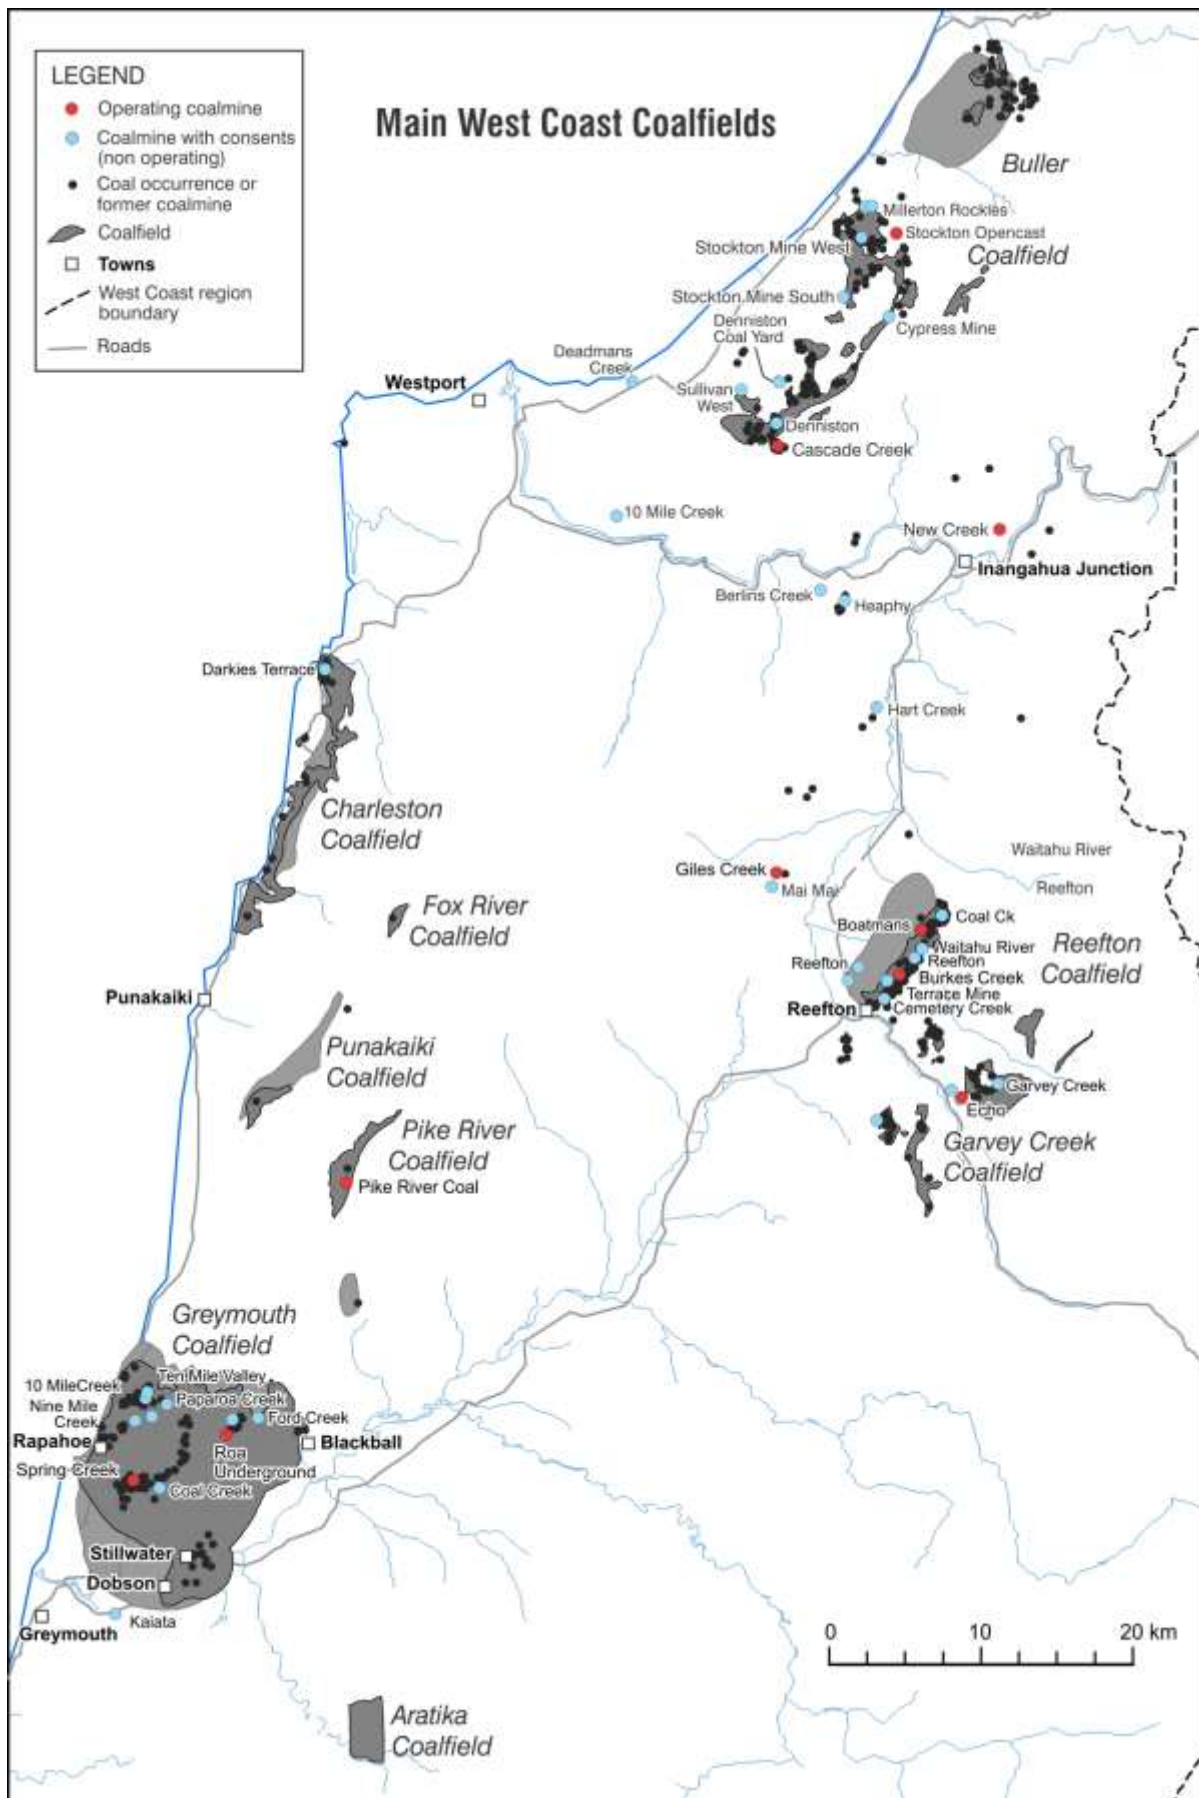 LEGEND
Operating coalmine
Coalmine with consents
(non operating)
Coal occurrence or
former coalmine
Coalfield
Towns
West Coast region
boundary
Roads
Main West Coast Coalfields
Buller
Millerton Rockies
Stockton Opencast
Stockton Mine West
Coalfield
Stockton Mine South
Denniston
Coal Yard
Cypress Mine
Deadmans
Creek
Westport
Sullivan
West
Denniston
Cascade Creek
10 Mile Creek
New Creek
Inangahua Junction
Berlins Creek
Heaphy
Darkies Terrace
Hart Creek
Charleston
Coalfield
Waitahu River
Giles Creek
Reefton
Mai Mai
Fox River
Coalfield
Boatmans
Coal Ck
Waitahu River
Reefton
Coalfield
Reefton
Reefton
Burkes Creek
Terrace Mine
Punakaiki
Reefton
Cemetery Creek
Punakaiki
Coalfield
Garvey Creek
Echo
Pike River
Coalfield
Garvey Creek
Coalfield
Pike River Coal
Greymouth
Coalfield
Ten Mile Valley
10 MileCreek
Paparoa Creek
Nine Mile
Creek
Ford Creek
Rapahoe
Blackball
Roa
Underground
Spring Creek
Coal Creek
Stillwater
Dobson
Kaiata
Greymouth
0 10 20 km
Aratika
Coalfield